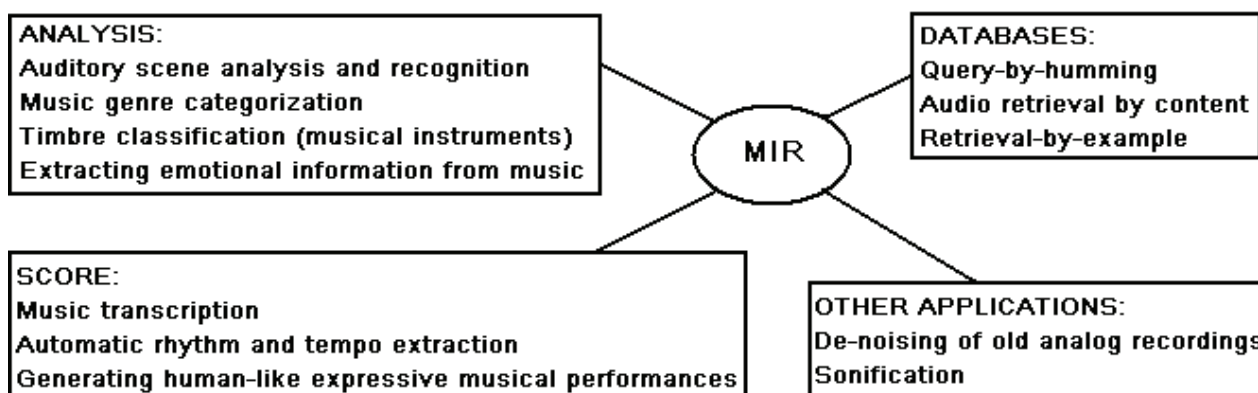 ANALYSIS:
Auditory scene analysis and recognition
Music genre categorization
Timbre classification (musical instruments)
Extracting emotional information from music
DATABASES:
Query-by-humming
Audio retrieval by content
Retrieval-by-example
MIR
SCORE:
Music transcription
Automatic rhythm and tempo extraction
Generating human-like expressive musical performances
OTHER APPLICATIONS:
De-noising of old analog recordings
Sonification